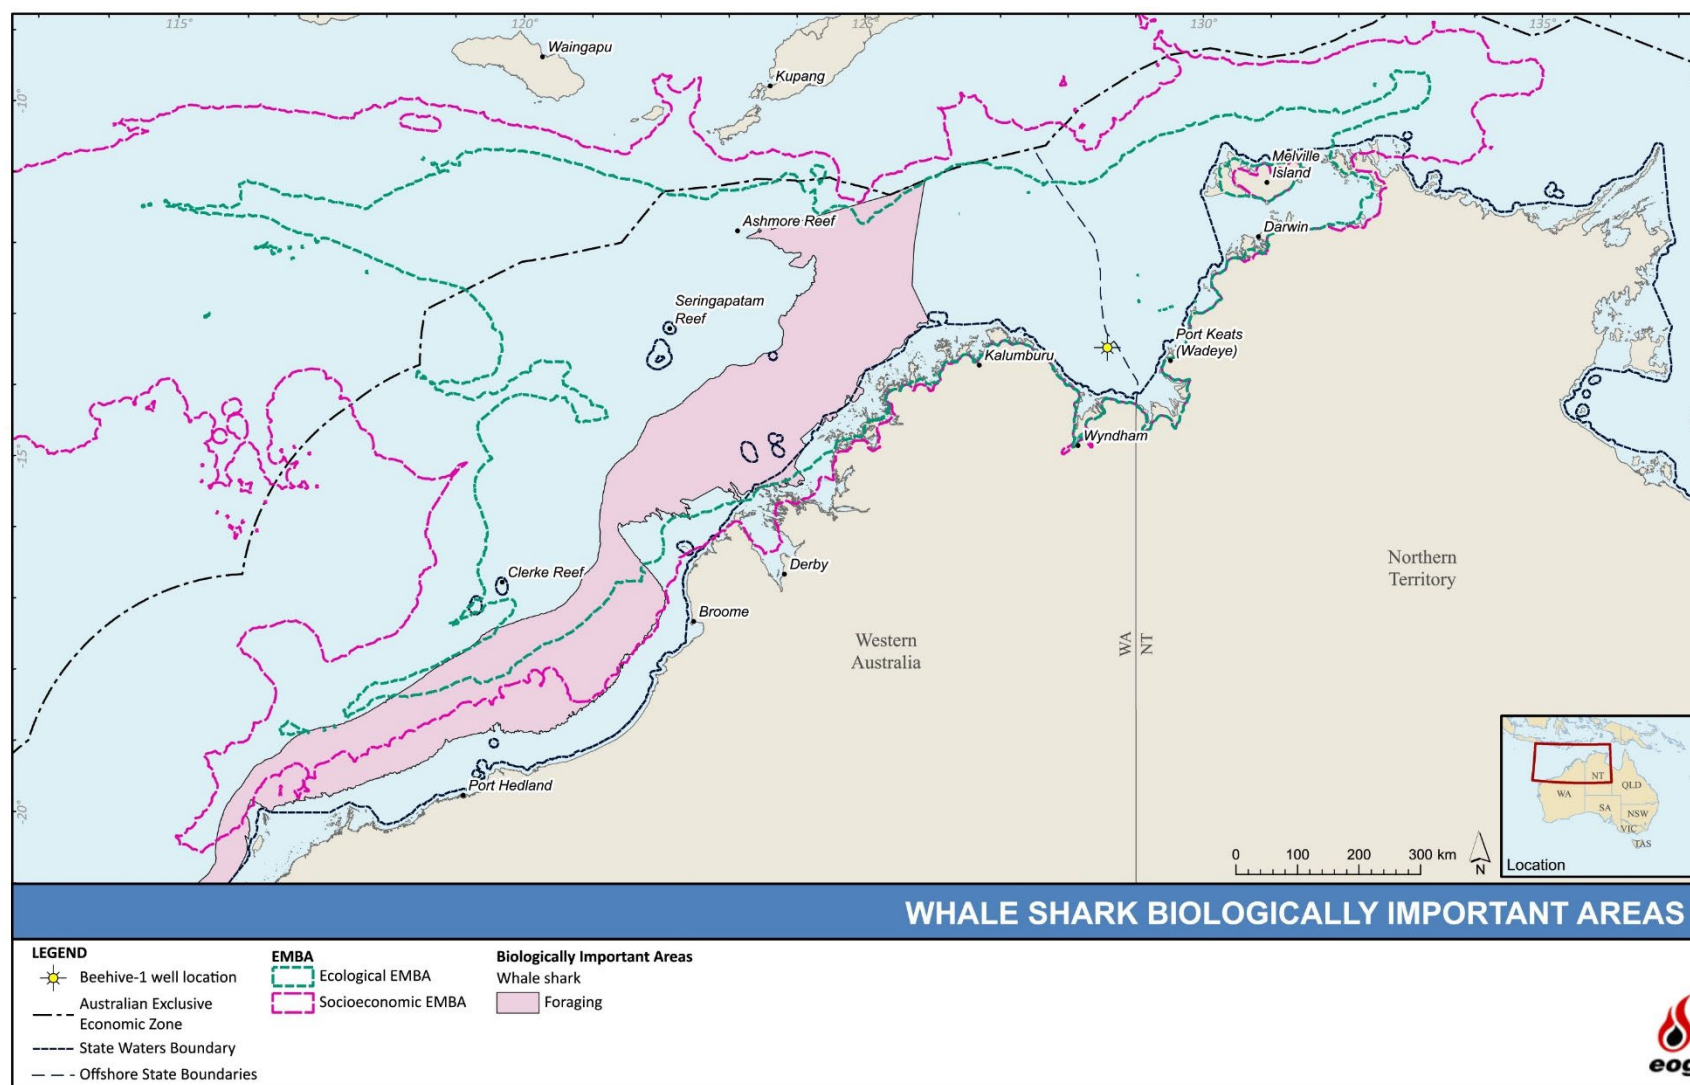 115°
120°
125°
130°
135°
-10°
-15°
-20°
Waingapu
Kupang
Melville
Island
Ashmore Reef
Darwin
Seringapatam
Reef
Port Keats
(Wadeye)
Kalumburu
Wyndham
Clerke Reef
Derby
Northern
Territory
Broome
Western
Australia
WA
NT
Port Hedland
0 100 200 300 km
N
NT
WA
QLD
SA
NSW
VIC
TAS
Location
WHALE SHARK BIOLOGICALLY IMPORTANT AREAS
LEGEND
Beehive-1 well location
Australian Exclusive
Economic Zone
State Waters Boundary
Offshore State Boundaries
EMBA
Ecological EMBA
Socioeconomic EMBA
Biologically Important Areas
Whale shark
Foraging
eog